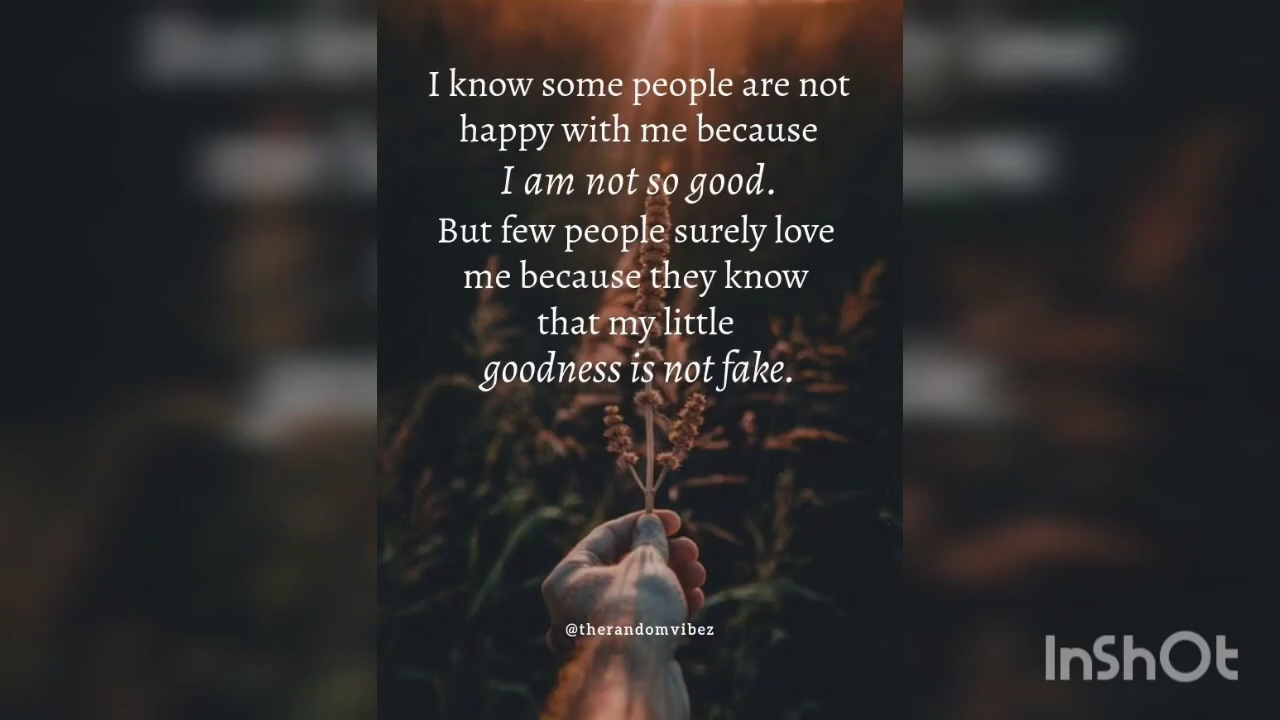 I know some people are not
happy with me because
I am not so good.
But few people surely love
me because they know
that my little
goodness is not fake.
@therandomvibez
InShOt